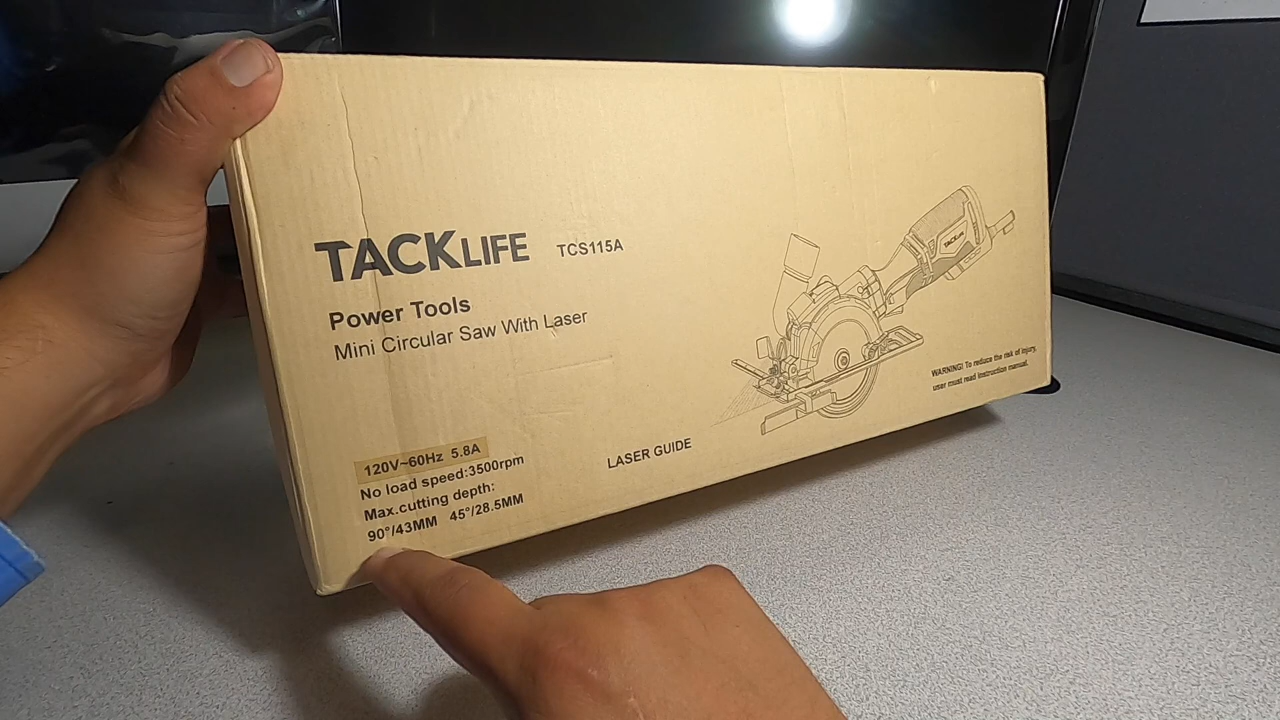 TACKLIFE TCS115A
Power Tools
Mini Circular Saw With Laser
120V~60Hz 5.8A
No load speed:3500rpm
Max.cutting depth:
90°/43MM 45°/28.5MM
LASER GUIDE
TACKLIFE
WARNING! To reduce the risk of injury,
user must read instruction manual.